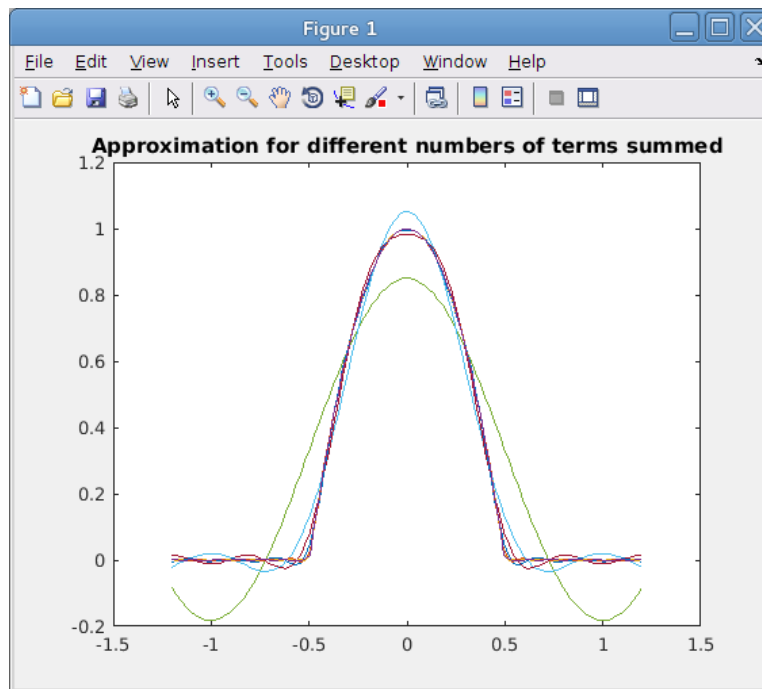 Figure 1
File Edit View Insert Tools Desktop Window Help
Approximation for different numbers of terms summed
1.2
1
0.8
0.6
0.4
0.2
0
-0.2
-1.5 -1 -0.5 0 0.5 1 1.5